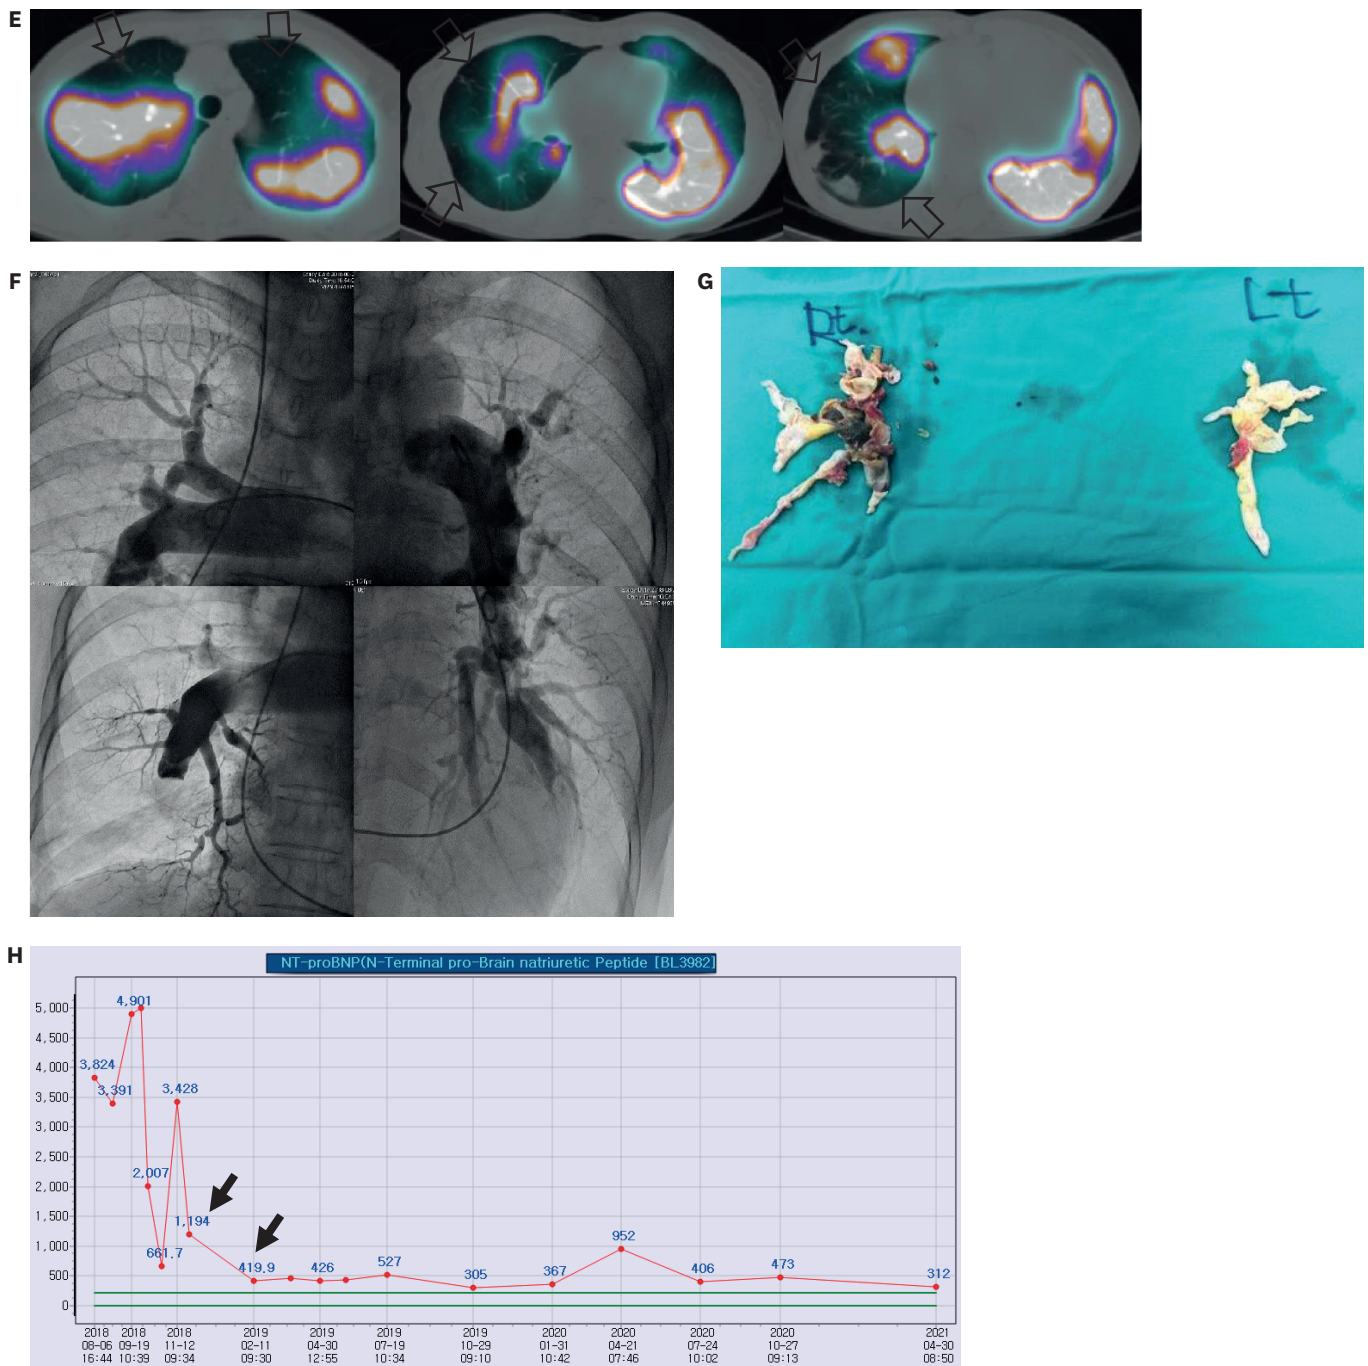 E
F
G
Rt.
Lt
H
NT-proBNP(N-Terminal pro-Brain natriuretic Peptide [BL3982]
5,000
4,500
4,000
3,500
3,000
2,500
2,000
1,500
1,000
500
0
3,824
3,391
4,901
2,007
661.7
3,428
1,194
419.9
426
527
305
367
952
406
473
312
2018 2018 2018 2019 2019 2019 2019 2020 2020 2020 2020 2021
08-06 09-19 11-12 02-11 04-30 07-19 10-29 01-31 04-21 07-24 10-27 04-30
16:44 10:39 09:34 09:30 12:55 10:34 09:10 10:42 07:46 10:02 09:13 08:50